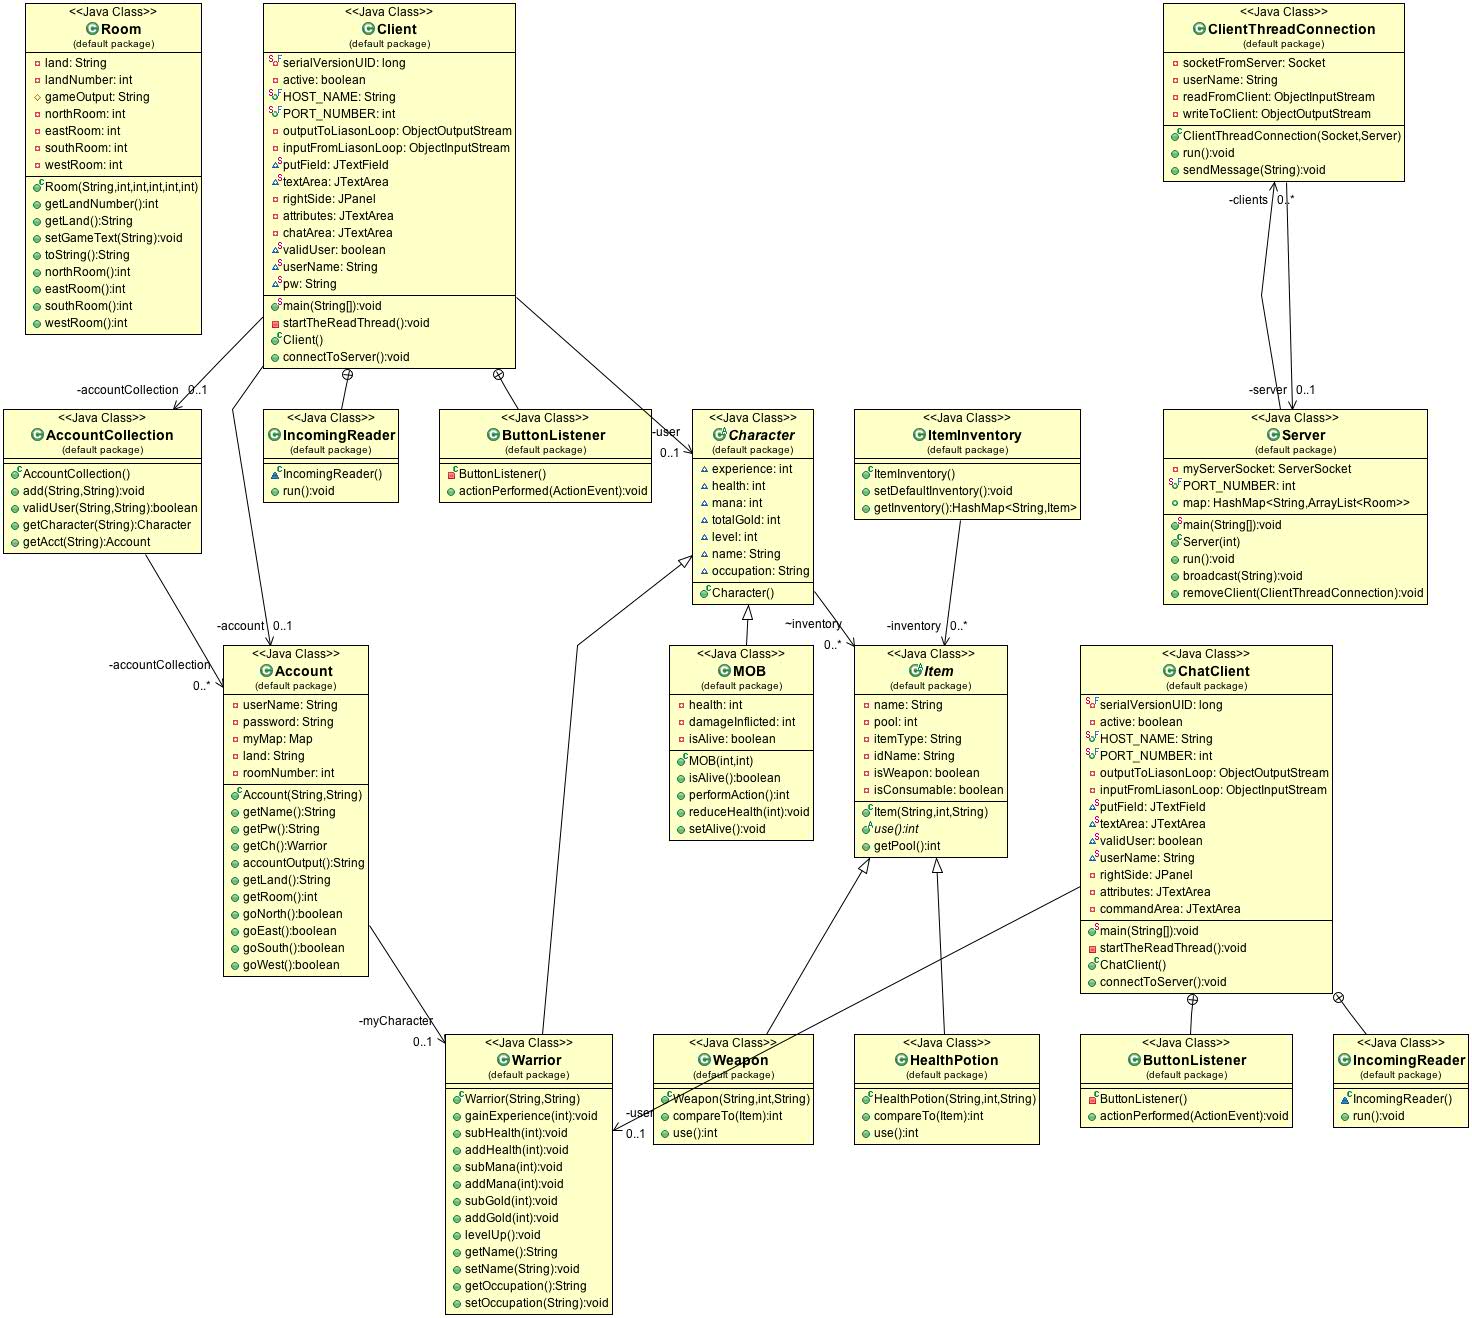 <<Java Class>>
Room
(default package)
land: String
landNumber: int
gameOutput: String
northRoom: int
eastRoom: int
southRoom: int
westRoom: int
Room(String,int,int,int,int,int)
getLandNumber():int
getLand():String
setGameText(String):void
toString():String
northRoom():int
eastRoom():int
southRoom():int
westRoom():int
<<Java Class>>
Client
(default package)
serialVersionUID: long
active: boolean
HOST_NAME: String
PORT_NUMBER: int
outputToLiasonLoop: ObjectOutputStream
inputFromLiasonLoop: ObjectInputStream
putField: JTextField
textArea: JTextArea
rightSide: JPanel
attributes: JTextArea
chatArea: JTextArea
validUser: boolean
userName: String
pw: String
main(String[]):void
startTheReadThread():void
Client()
connectToServer():void
<<Java Class>>
ClientThreadConnection
(default package)
socketFromServer: Socket
userName: String
readFromClient: ObjectInputStream
writeToClient: ObjectOutputStream
ClientThreadConnection(Socket,Server)
run():void
sendMessage(String):void
-clients 0..*
-server 0..1
-accountCollection 0..1
<<Java Class>>
AccountCollection
(default package)
AccountCollection()
add(String,String):void
validUser(String,String):boolean
getCharacter(String):Character
getAcct(String):Account
<<Java Class>>
IncomingReader
(default package)
IncomingReader()
run():void
<<Java Class>>
ButtonListener
(default package)
ButtonListener()
actionPerformed(ActionEvent):void
-user
0..1
<<Java Class>>
Character
(default package)
experience: int
health: int
mana: int
totalGold: int
level: int
name: String
occupation: String
Character()
<<Java Class>>
ItemInventory
(default package)
ItemInventory()
setDefaultInventory():void
getInventory():HashMap<String,Item>
<<Java Class>>
Server
(default package)
myServerSocket: ServerSocket
PORT_NUMBER: int
map: HashMap<String,ArrayList<Room>>
main(String[]):void
Server(int)
run():void
broadcast(String):void
removeClient(ClientThreadConnection):void
-account 0..1
-accountCollection
0..*
~inventory
0..*
-inventory 0..*
<<Java Class>>
Account
(default package)
userName: String
password: String
myMap: Map
land: String
roomNumber: int
Account(String,String)
getName():String
getPw():String
getCh():Warrior
accountOutput():String
getLand():String
getRoom():int
goNorth():boolean
goEast():boolean
goSouth():boolean
goWest():boolean
<<Java Class>>
MOB
(default package)
health: int
damageInflicted: int
isAlive: boolean
MOB(int,int)
isAlive():boolean
performAction():int
reduceHealth(int):void
setAlive():void
<<Java Class>>
Item
(default package)
name: String
pool: int
itemType: String
idName: String
isWeapon: boolean
isConsumable: boolean
Item(String,int,String)
use():int
getPool():int
<<Java Class>>
ChatClient
(default package)
serialVersionUID: long
active: boolean
HOST_NAME: String
PORT_NUMBER: int
outputToLiasonLoop: ObjectOutputStream
inputFromLiasonLoop: ObjectInputStream
putField: JTextField
textArea: JTextArea
validUser: boolean
userName: String
rightSide: JPanel
attributes: JTextArea
commandArea: JTextArea
main(String[]):void
startTheReadThread():void
ChatClient()
connectToServer():void
-myCharacter
0..1
<<Java Class>>
Warrior
(default package)
Warrior(String,String)
gainExperience(int):void
subHealth(int):void
addHealth(int):void
subMana(int):void
addMana(int):void
subGold(int):void
addGold(int):void
levelUp():void
getName():String
setName(String):void
getOccupation():String
setOccupation(String):void
-user
0..1
<<Java Class>>
Weapon
(default package)
Weapon(String,int,String)
compareTo(Item):int
use():int
<<Java Class>>
HealthPotion
(default package)
HealthPotion(String,int,String)
compareTo(Item):int
use():int
<<Java Class>>
ButtonListener
(default package)
ButtonListener()
actionPerformed(ActionEvent):void
<<Java Class>>
IncomingReader
(default package)
IncomingReader()
run():void